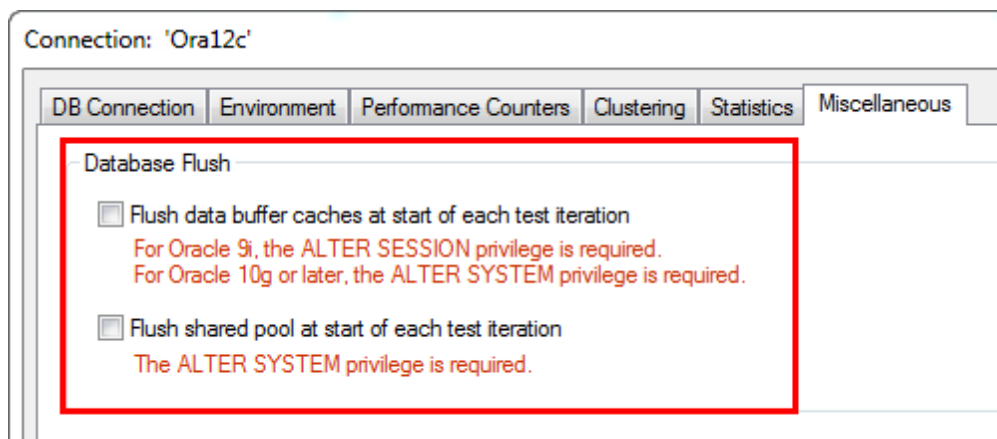 Connection: 'Ora12c'
DB Connection Environment Performance Counters Clustering Statistics Miscellaneous
Database Flush
Flush data buffer caches at start of each test iteration
For Oracle 9i, the ALTER SESSION privilege is required.
For Oracle 10g or later, the ALTER SYSTEM privilege is required.
Flush shared pool at start of each test iteration
The ALTER SYSTEM privilege is required.